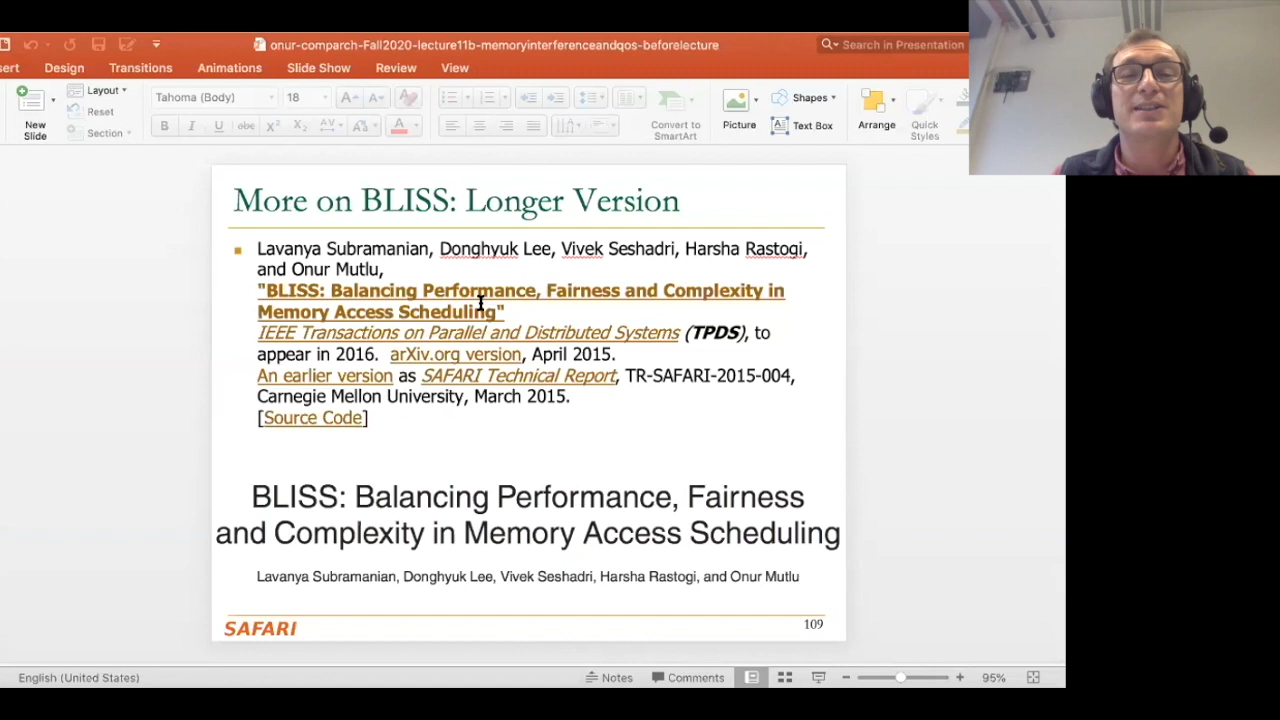 onur-comparch-Fall2020-lecture11b-memoryinterferenceandqos-beforelecture
Search in Presentation
sert Design Transitions Animations Slide Show Review View
New Slide
Layout
Reset
Section
Tahoma (Body) 18
B I U abc X² X₂ AV Aa A
Convert to SmartArt
Picture
Shapes
Text Box
Arrange
Quick Styles
More on BLISS: Longer Version
Lavanya Subramanian, Donghyuk Lee, Vivek Seshadri, Harsha Rastogi,
and Onur Mutlu,
"BLISS: Balancing Performance, Fairness and Complexity in
Memory Access Scheduling"
IEEE Transactions on Parallel and Distributed Systems (TPDS), to
appear in 2016. arXiv.org version, April 2015.
An earlier version as SAFARI Technical Report, TR-SAFARI-2015-004,
Carnegie Mellon University, March 2015.
[Source Code]
BLISS: Balancing Performance, Fairness
and Complexity in Memory Access Scheduling
Lavanya Subramanian, Donghyuk Lee, Vivek Seshadri, Harsha Rastogi, and Onur Mutlu
SAFARI 109
English (United States) Notes Comments 95%